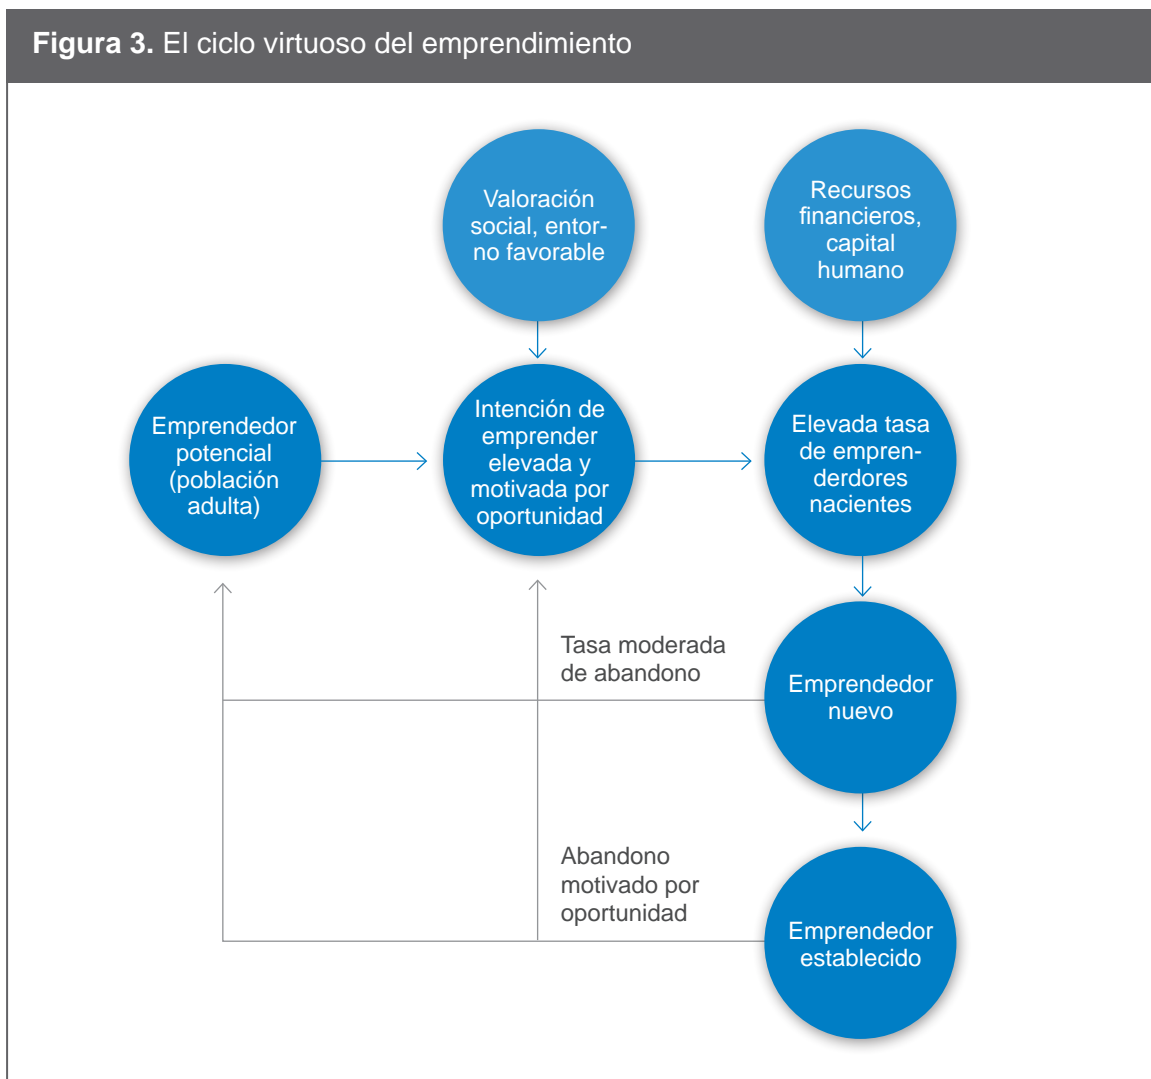 Figura 3. El ciclo virtuoso del emprendimiento
Valoración
social, entor-
no favorable
Recursos
financieros,
capital
humano
Emprendedor
potencial
(población
adulta)
Intención de
emprender
elevada y
motivada por
oportunidad
Elevada tasa
de empren-
derdores
nacientes
Tasa moderada
de abandono
Emprendedor
nuevo
Abandono
motivado por
oportunidad
Emprendedor
establecido